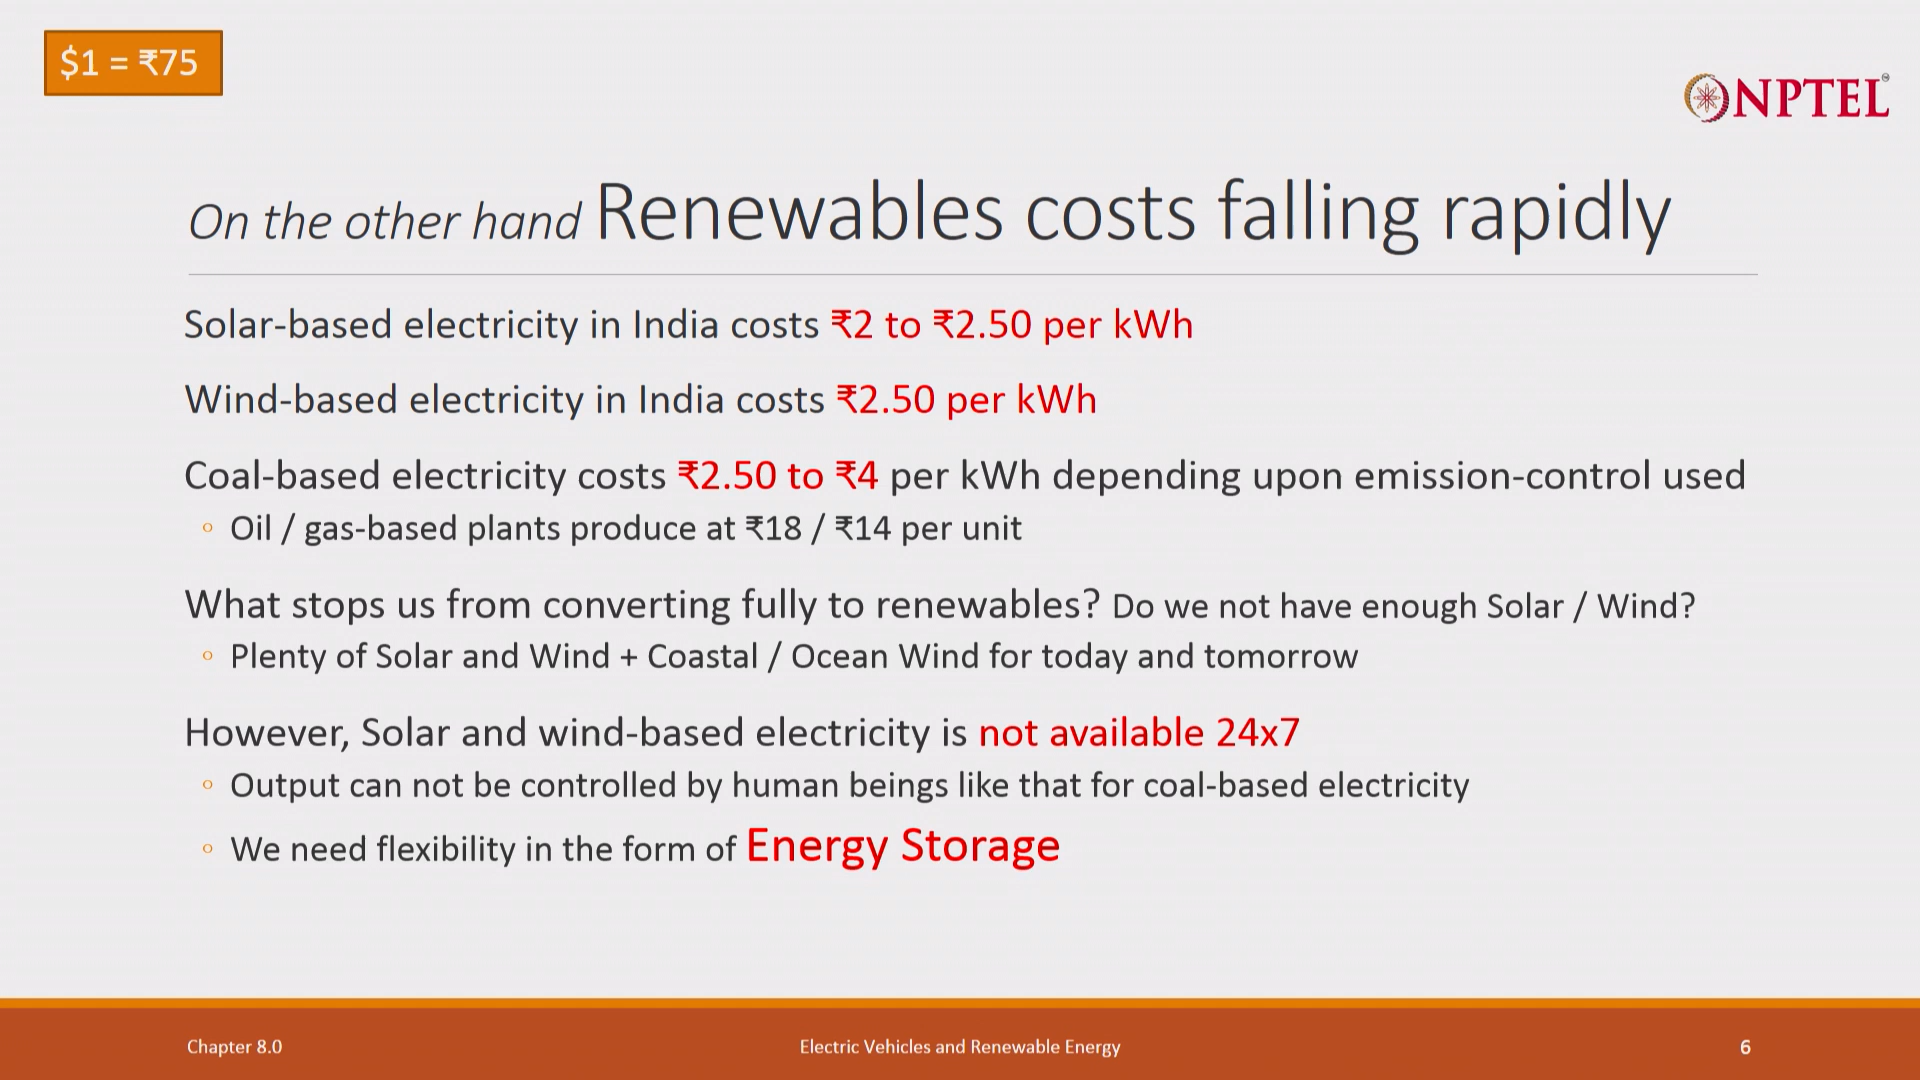 $1 = ₹75
NPTEL
On the other hand Renewables costs falling rapidly
Solar-based electricity in India costs ₹2 to ₹2.50 per kWh
Wind-based electricity in India costs ₹2.50 per kWh
Coal-based electricity costs ₹2.50 to ₹4 per kWh depending upon emission-control used
◦ Oil / gas-based plants produce at ₹18 / ₹14 per unit
What stops us from converting fully to renewables? Do we not have enough Solar / Wind?
◦ Plenty of Solar and Wind + Coastal / Ocean Wind for today and tomorrow
However, Solar and wind-based electricity is not available 24x7
◦ Output can not be controlled by human beings like that for coal-based electricity
◦ We need flexibility in the form of Energy Storage
Chapter 8.0
Electric Vehicles and Renewable Energy
6